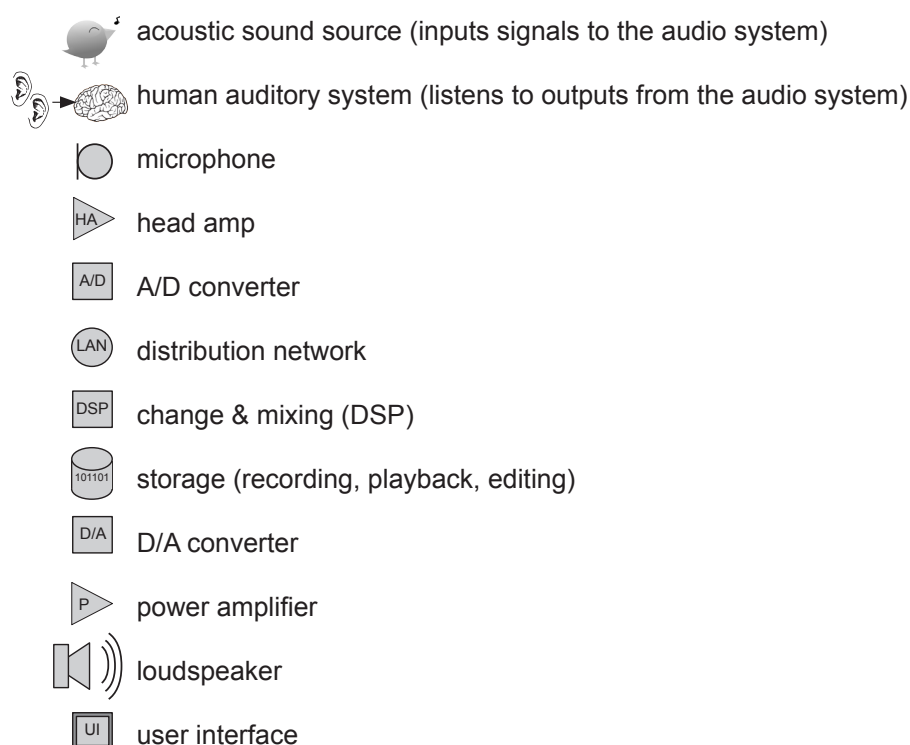 acoustic sound source (inputs signals to the audio system)
human auditory system (listens to outputs from the audio system)
microphone
HA head amp
A/D A/D converter
LAN distribution network
DSP change & mixing (DSP)
101101 storage (recording, playback, editing)
D/A D/A converter
P power amplifier
loudspeaker
UI user interface